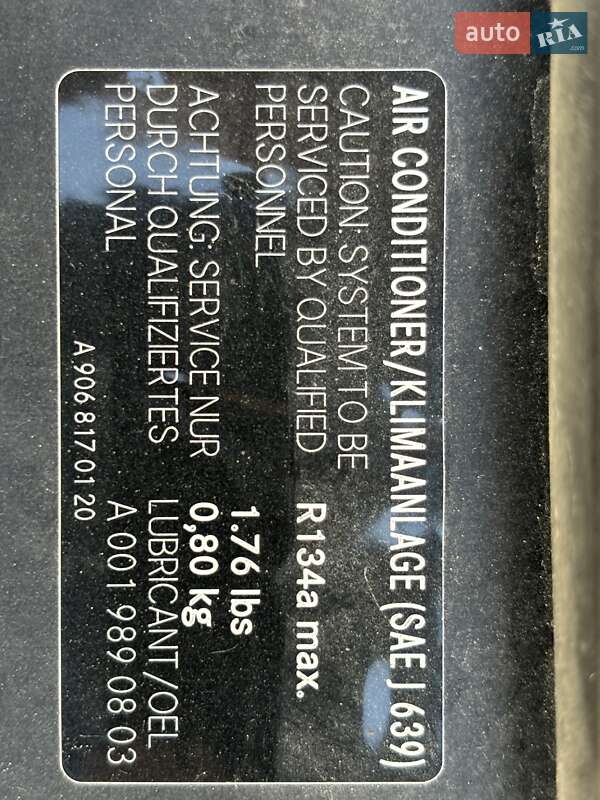 AIR CONDITIONER/KLIMAANLAGE (SAE J 639)
CAUTION: SYSTEM TO BE
SERVICED BY QUALIFIED
PERSONNEL
ACHTUNG: SERVICE NUR
DURCH QUALIFIZIERTES
PERSONAL
R134a max.
1.76 lbs
0,80 kg
LUBRICANT/OEL
A 001 989 08 03
A 906 817 01 20
auto
RIA
.com